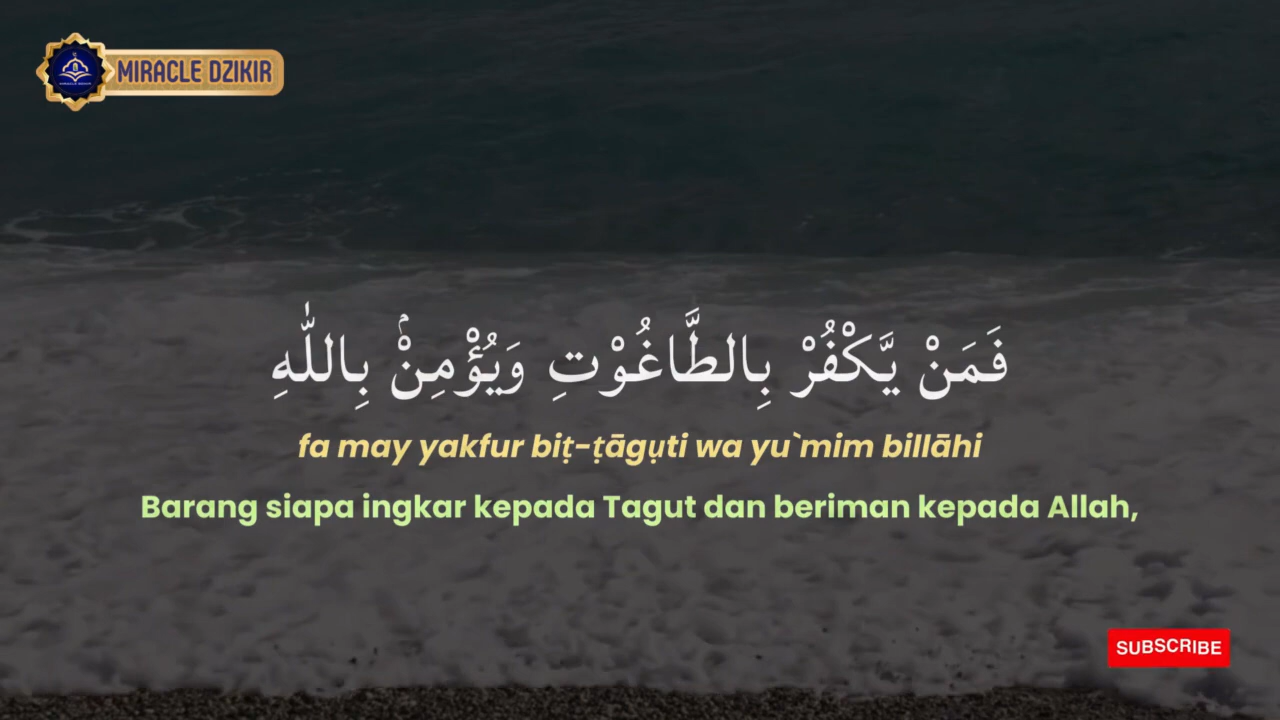 MIRACLE DZIKIR
فَمَنْ يَّكْفُرْ بِالطَّاغُوْتِ وَيُؤْمِنْۢ بِاللّٰهِ
fa may yakfur biṭ-ṭāgụti wa yu`mim billāhi
Barang siapa ingkar kepada Tagut dan beriman kepada Allah,
SUBSCRIBE